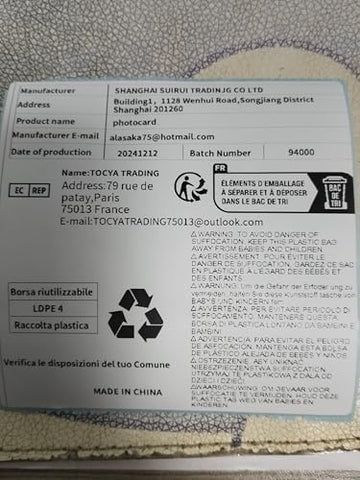 Manufacturer SHANGHAI SUIRUI TRADINJG CO LTD
Address Building1, 1128 Wenhui Road,Songjiang District
Shanghai 201260
Product name photocard
Manufacturer E-mail alasaka75@hotmail.com
Date of production 20241212 Batch Number 94000
Name:TOCYA TRADING
EC REP
Address:79 rue de
patay,Paris
75013 France
E-mail:TOCYATRADING75013@outlook.com
FR
ÉLÉMENTS D'EMBALLAGE
À SÉPARER ET À DÉPOSER
DANS LE BAC DE TRI
BAC
DE TRI
⚠WARNING: TO AVOID DANGER OF
SUFFOCATION, KEEP THIS PLASTIC BAG
AWAY FROM BABIES AND CHILDREN
⚠AVERTISSEMENT: POUR ÉVITER LE
DANGER DE SUFFOCATION, GARDEZ CE SAC
EN PLASTIQUE À L'ÉGARD DES BÉBÉS ET
DES ENFANTS
⚠WARNUNG: Um die Gefahr der Erfoderung zu
vermeiden, halten Sie diese Kunststoff tasche von
BABYS UND KINDERN fern
⚠AVVERTENZA: PER EVITARE PERICOLO DI
SOFFOCAMENTO, MANTENERE QUESTA
BORSA DI PLASTICA LONTANO DA BAMBINI E
BAMBINI
⚠ADVERTENCIA: PARA EVITAR EL PELIGRO
DE ASFOCACION, MANTENGA ESTA BOLSA
DE PLÁSTICO ALEJADA DE BEBÉS Y NIÑOS
⚠OSTRZEŻENIE: ABY UNIKNĄĆ
NIEBEZPIECZEŃSTWA SUFFOKATION
UTRZYMAJ TE PLASTIKOWĄ Z DALA OD
DZIECI I DZIECI
⚠WAARSCHUWING: OM GEVAAR VOOR
SUFFOCATIE TE VERMIJDEN, HOUD DEZE
PLASTIC TAS WEG VAN BABIES EN
KINDEREN
Borsa riutilizzabile
LDPE 4
Raccolta plastica
Verifica le disposizioni del tuo Comune
MADE IN CHINA